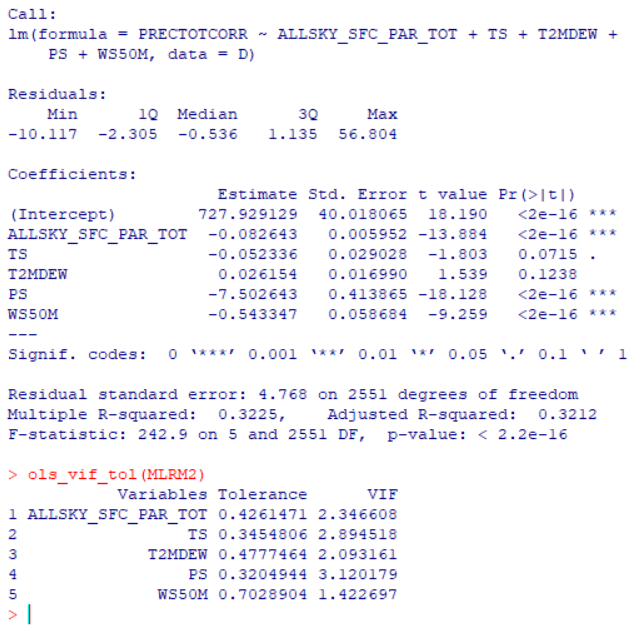 Call:
lm(formula = PRECTOTCORR ~ ALLSKY_SFC_PAR_TOT + TS + T2MDEW +
    PS + WS50M, data = D)
Residuals:
    Min      1Q  Median      3Q     Max
-10.117  -2.305  -0.536   1.135  56.804
Coefficients:
                     Estimate Std. Error t value Pr(>|t|)
(Intercept)        727.929129  40.018065  18.190   <2e-16 ***
ALLSKY_SFC_PAR_TOT  -0.082643   0.005952 -13.884   <2e-16 ***
TS                  -0.052336   0.029028  -1.803   0.0715 .
T2MDEW               0.026154   0.016990   1.539   0.1238
PS                  -7.502643   0.413865 -18.128   <2e-16 ***
WS50M               -0.543347   0.058684  -9.259   <2e-16 ***
---
Signif. codes:  0 ‘***’ 0.001 ‘**’ 0.01 ‘*’ 0.05 ‘.’ 0.1 ‘ ’ 1
Residual standard error: 4.768 on 2551 degrees of freedom
Multiple R-squared:  0.3225,    Adjusted R-squared:  0.3212
F-statistic: 242.9 on 5 and 2551 DF,  p-value: < 2.2e-16
> ols_vif_tol(MLRM2)
           Variables Tolerance      VIF
1 ALLSKY_SFC_PAR_TOT 0.4261471 2.346608
2                 TS 0.3454806 2.894518
3             T2MDEW 0.4777464 2.093161
4                 PS 0.3204944 3.120179
5              WS50M 0.7028904 1.422697
>